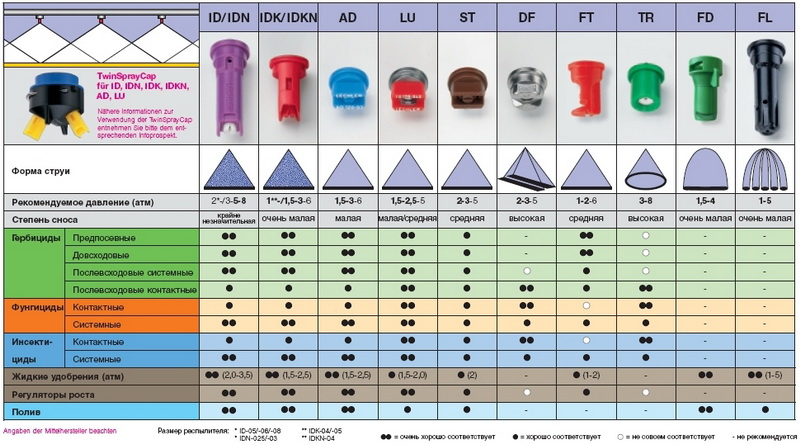 ID/IDN IDK/IDKN AD LU ST DF FT TR FD FL
TwinSprayCap
für ID, IDN, IDK, IDKN,
AD, LU
Nähere Informationen zur
Verwendung der TwinSprayCap
entnehmen Sie bitte dem ent-
sprechenden Infoprospekt.
LECHLER
Форма струи
Рекомендуемое давление (атм) 2*-/3-5-8 1**-/1,5-3-6 1,5-3-6 1,5-2,5-5 2-3-5 2-3-5 1-2-6 3-8 1,5-4 1-5
Степень сноса крайне незначительная очень малая малая малая/средняя средняя высокая средняя высокая очень малая очень малая
Гербициды Предпосевные ●● ●● ●● ●● ● - ●● ○ - -
Довсходовые ●● ●● ●● ●● ● - ●● ○ - -
Послевсходовые системные ●● ●● ●● ●● ● ○ ● ○ - -
Послевсходовые контактные ● ● ● ●● ● ●● ● ●● - -
Фунгициды Контактные ● ● ● ●● ● ●● ○ ●● - -
Системные ●● ●● ●● ●● ● ● ● ● - -
Инсекти-
циды
Контактные ● ● ● ●● ● ●● ○ ●● - -
Системные ●● ●● ●● ●● ● ● ● ● - -
Жидкие удобрения (атм) ●● (2,0-3,5) ●● (1,5-2,5) ●● (1,5-2,5) ● (1,5-2,0) ● (2) - ● (1-2) - ●● ●● (1-5)
Регуляторы роста ●● ●● ●● ●● ● ○ ● ○ - -
Полив ●● ●● ●● ● ● - ● - ●● ●
Angaben der Mittelhersteller beachten
Размер распылителя: * ID-05/-06/-08 ** IDK-04/-05
* IDN-025/-03 ** IDKN-04
●● = очень хорошо соответствует ● = хорошо соответствует ○ = не совсем соответствует - = не рекомендуется